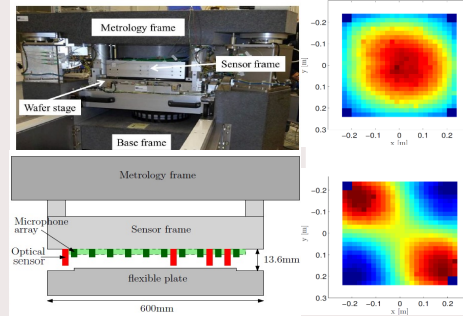 Metrology frame
Sensor frame
Wafer stage
Base frame
Metrology frame
Microphone
array
Sensor frame
Optical
sensor
13.6mm
flexible plate
600mm
−0.2
−0.1
0
0.1
0.2
0.3
y [m]
−0.2 −0.1 0 0.1 0.2
x [m]
−0.2
−0.1
0
0.1
0.2
0.3
y [m]
−0.2 −0.1 0 0.1 0.2
x [m]